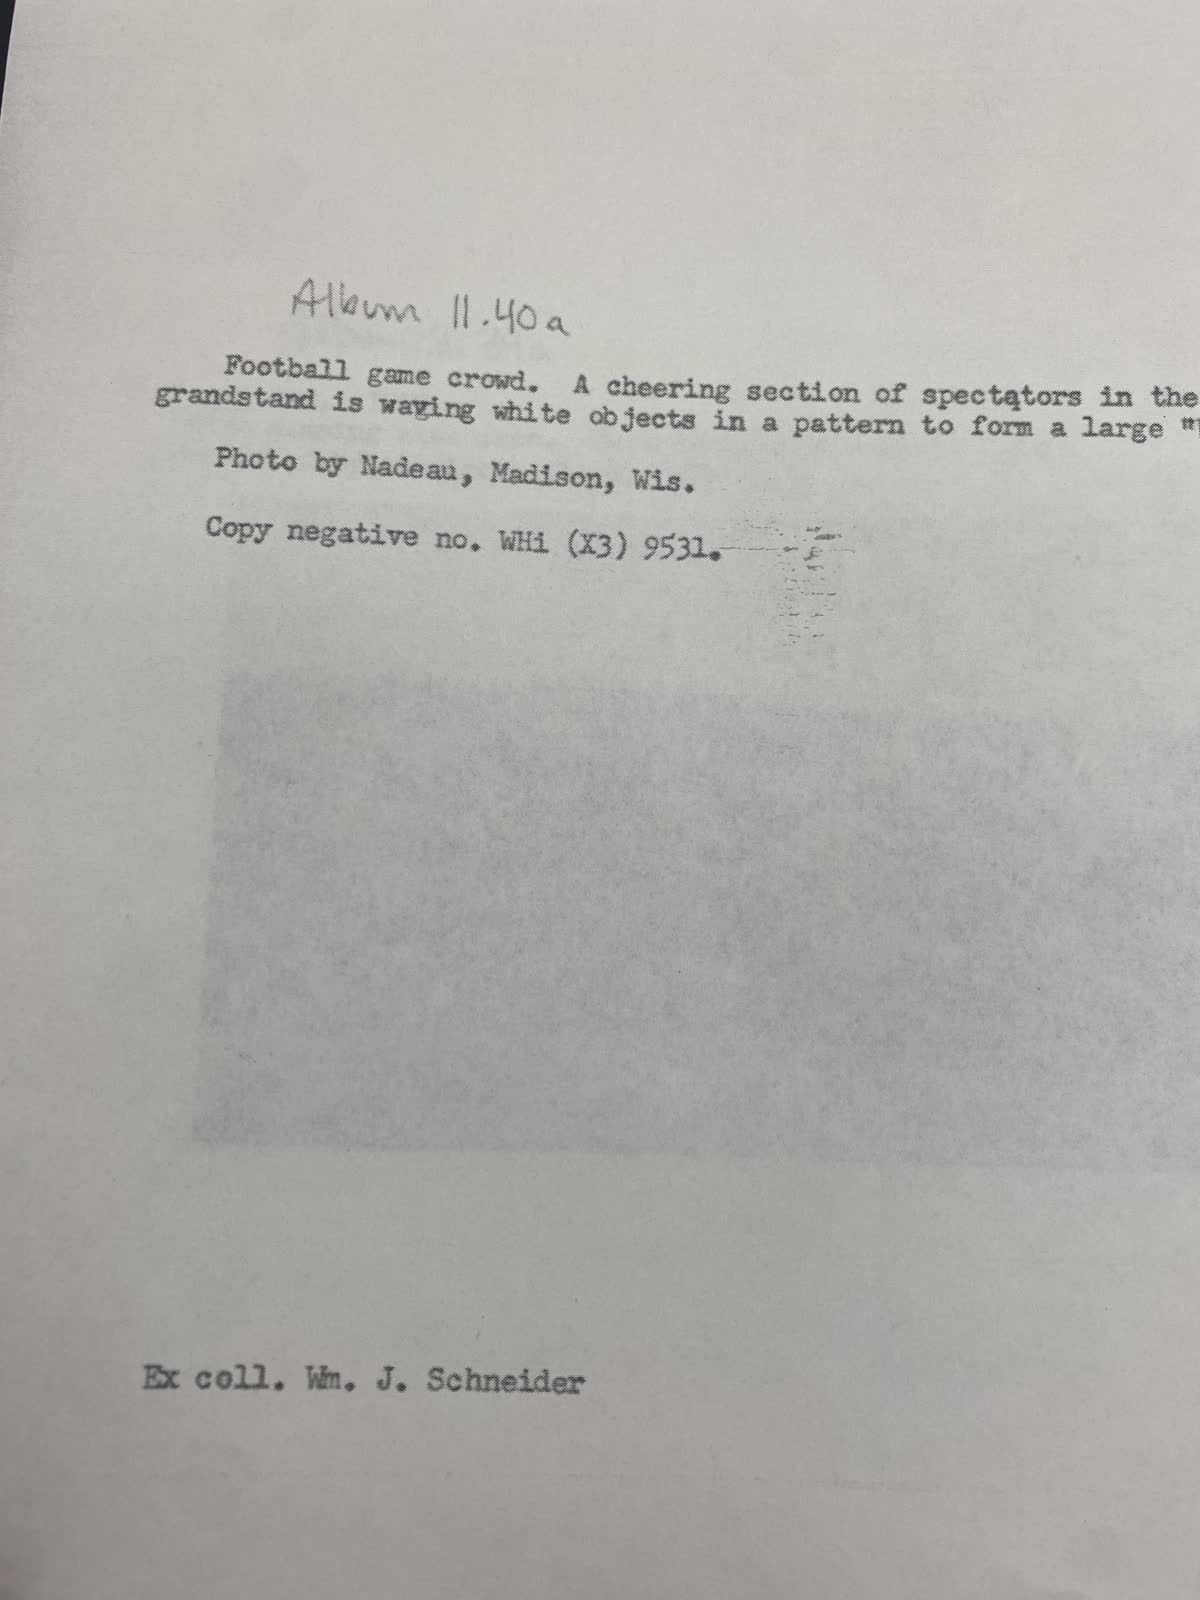 Album 11.40a
Football game crowd. A cheering section of spectators in the
grandstand is waving white objects in a pattern to form a large "
Photo by Nadeau, Madison, Wis.
Copy negative no. WHi (X3) 9531.
Ex coll. Wm. J. Schneider